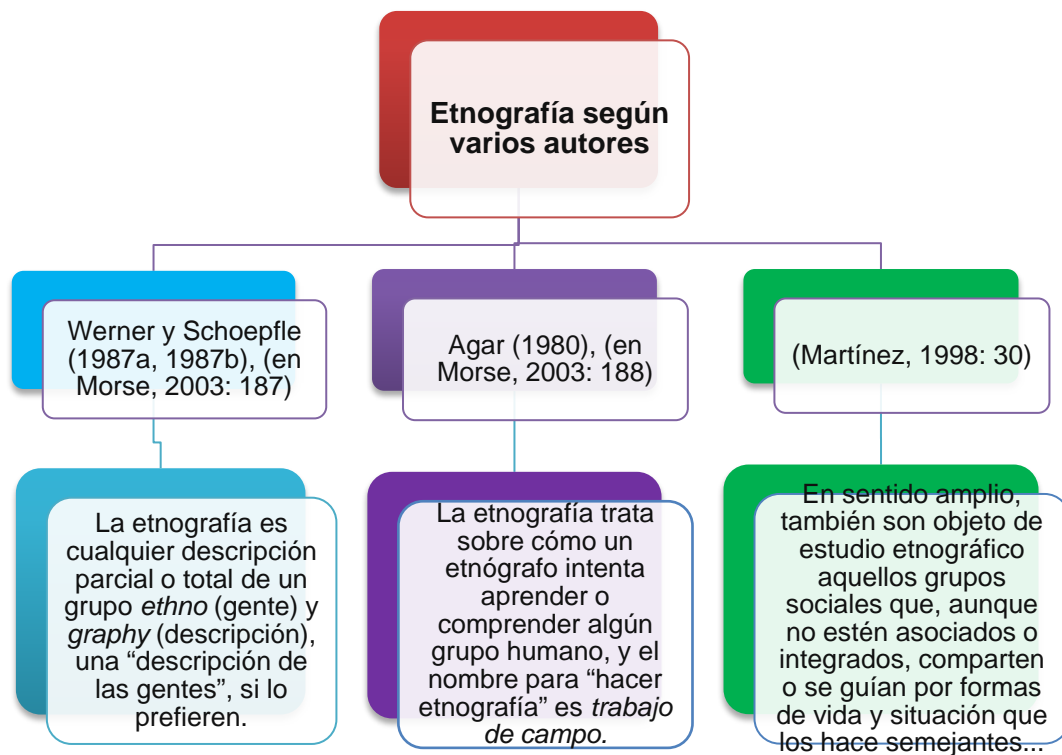 Etnografía según
varios autores
Werner y Schoepfle
(1987a, 1987b), (en
Morse, 2003: 187)
Agar (1980), (en
Morse, 2003: 188)
(Martínez, 1998: 30)
La etnografía es
cualquier descripción
parcial o total de un
grupo ethno (gente) y
graphy (descripción),
una “descripción de
las gentes”, si lo
prefieren.
La etnografía trata
sobre cómo un
etnógrafo intenta
aprender o
comprender algún
grupo humano, y el
nombre para “hacer
etnografía” es trabajo
de campo.
En sentido amplio,
también son objeto de
estudio etnográfico
aquellos grupos
sociales que, aunque
no estén asociados o
integrados, comparten
o se guían por formas
de vida y situación que
los hace semejantes...